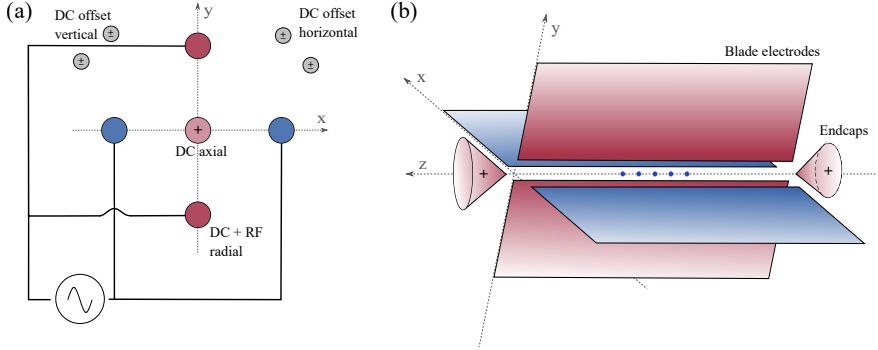 (a)
y
DC offset
vertical
±
±
DC offset
horizontal
±
±
x
+
DC axial
DC + RF
radial
(b)
y
x
z
Blade electrodes
Endcaps
+
+